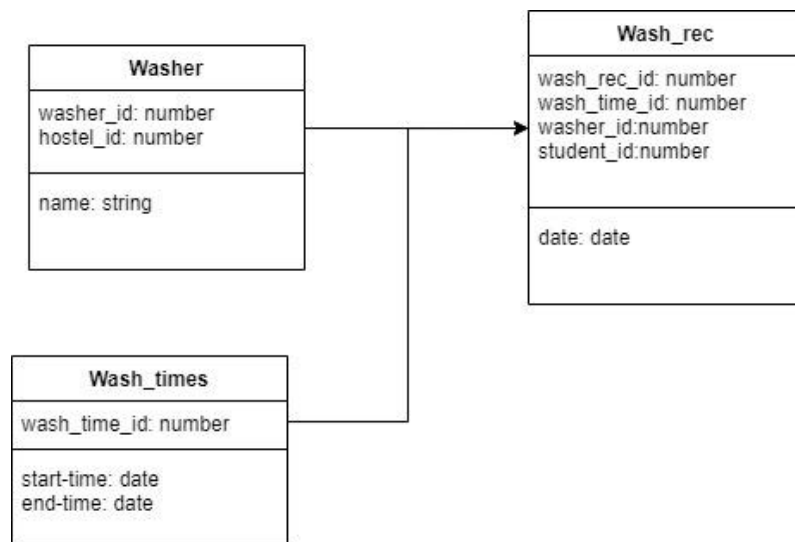 Washer
washer_id: number
hostel_id: number
name: string
Wash_rec
wash_rec_id: number
wash_time_id: number
washer_id:number
student_id:number
date: date
Wash_times
wash_time_id: number
start-time: date
end-time: date